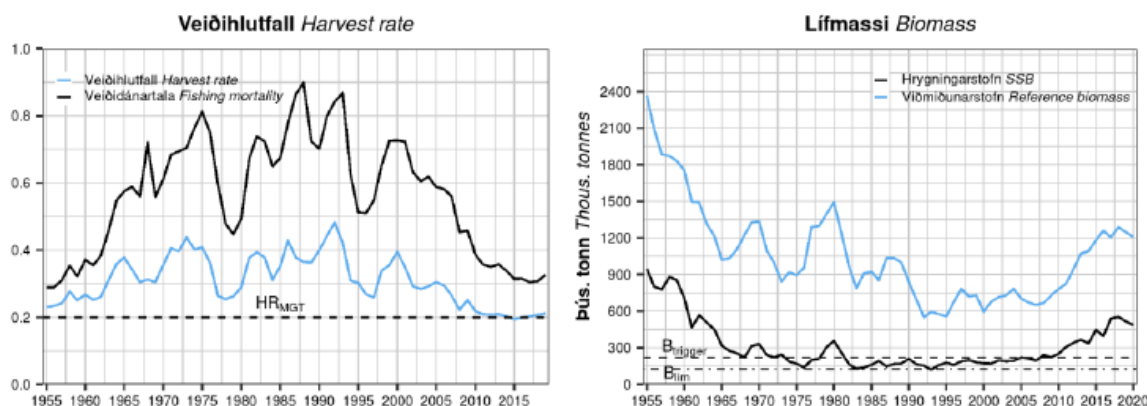 Veiðihlutfall Harvest rate
1.0
0.8
0.6
0.4
0.2
0.0
Veiðihlutfall Harvest rate
Veiðidánartala Fishing mortality
HRMGT
1955 1960 1965 1970 1975 1980 1985 1990 1995 2000 2005 2010 2015
Lífmassi Biomass
Þús. tonn Thous. tonnes
2400
2100
1800
1500
1200
900
600
300
0
Hrygningarstofn SSB
Viðmiðunarstofn Reference biomass
Btrigger
Blim
1955 1960 1965 1970 1975 1980 1985 1990 1995 2000 2005 2010 2015 2020